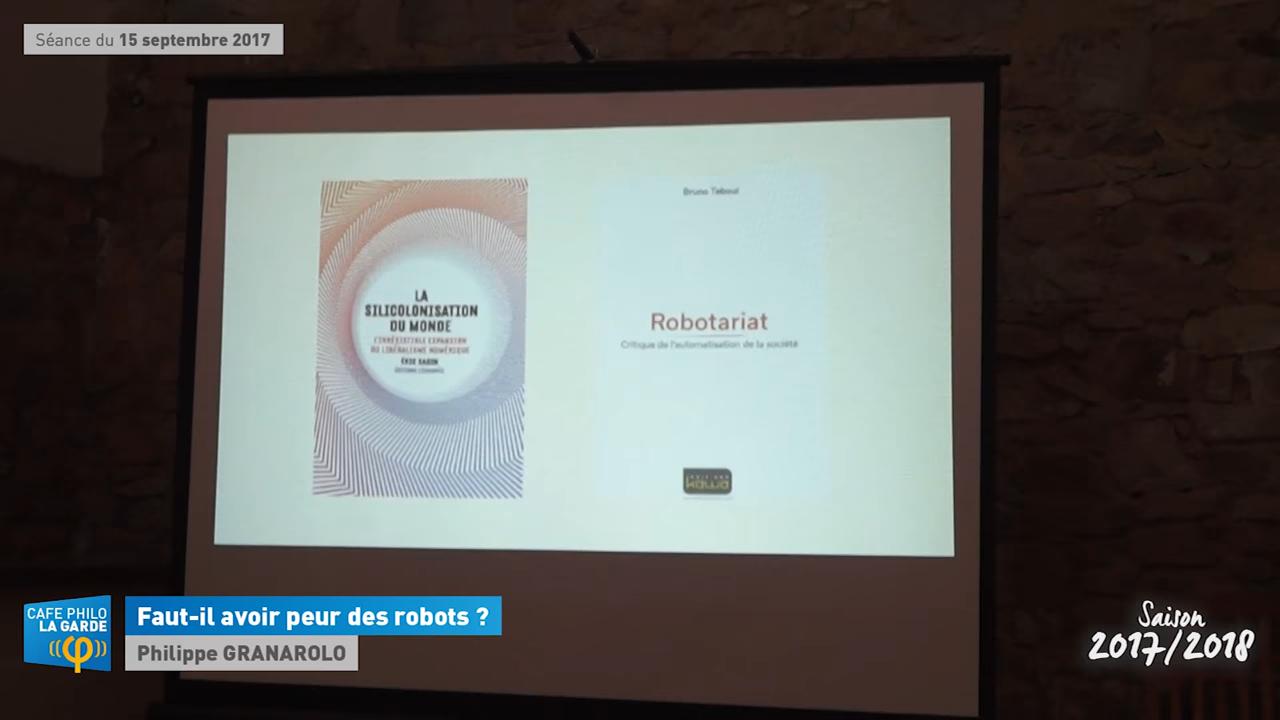 Séance du 15 septembre 2017
LA
SILICOLONISATION
DU MONDE
L'IRRÉSISTIBLE EXPANSION
DU LIBÉRALISME NUMÉRIQUE
ÉRIC SADIN
Bruno Teboul
Robotariat
Critique de l'automatisation de la société
kawa
CAFE PHILO
LA GARDE
Faut-il avoir peur des robots ?
Philippe GRANAROLO
Saison
2017/2018